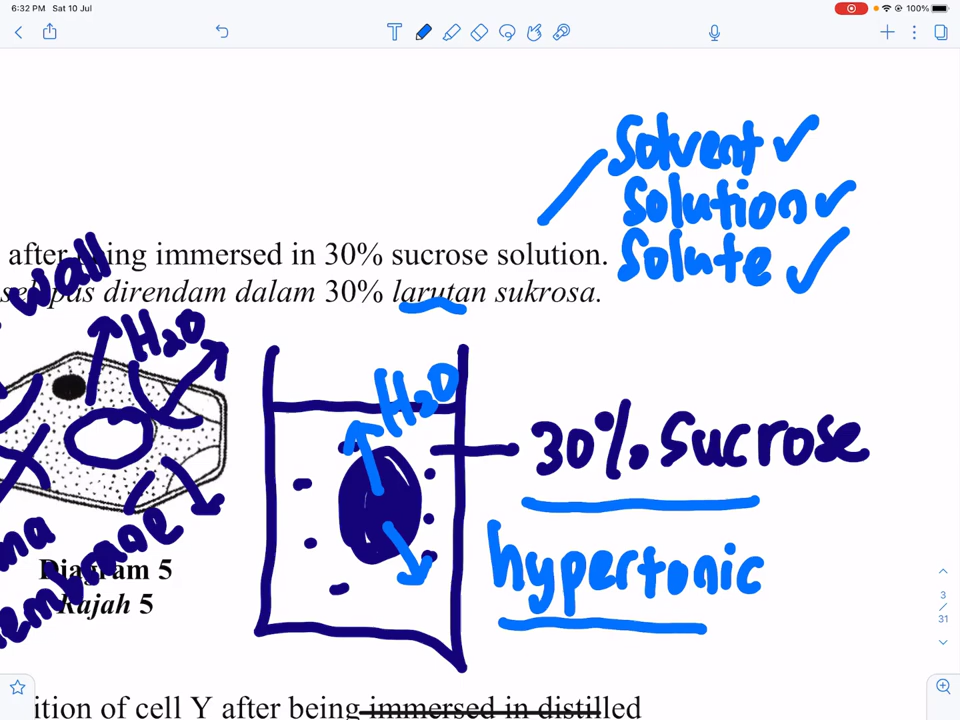 6:32 PM Sat 10 Jul
100%
T
Solvent
Solution
Solute
after being immersed in 30% sucrose solution.
selepas direndam dalam 30% larutan sukrosa.
wall
H₂O
H₂O
30% Sucrose
hypertonic
Diagram 5
Rajah 5
3
/
31
ition of cell Y after being immersed in distilled